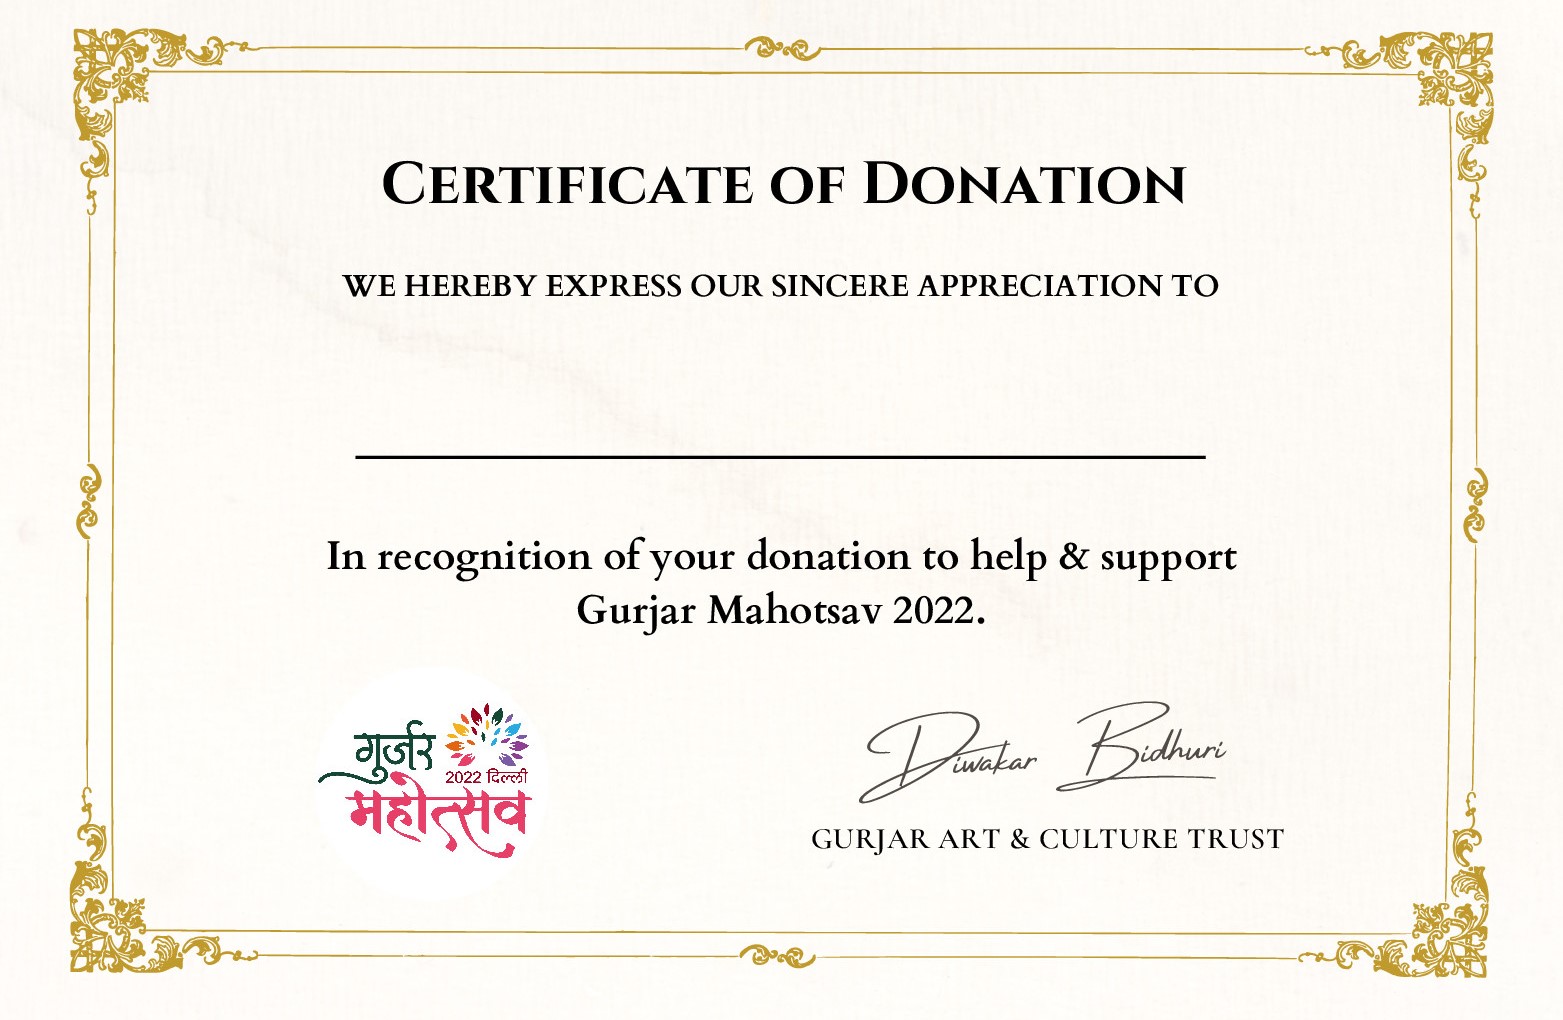 CERTIFICATE OF DONATION
WE HEREBY EXPRESS OUR SINCERE APPRECIATION TO
In recognition of your donation to help & support
Gurjar Mahotsav 2022.
गुर्जर
2022 दिल्ली
महोत्सव
Diwakar Bidhuri
GURJAR ART & CULTURE TRUST